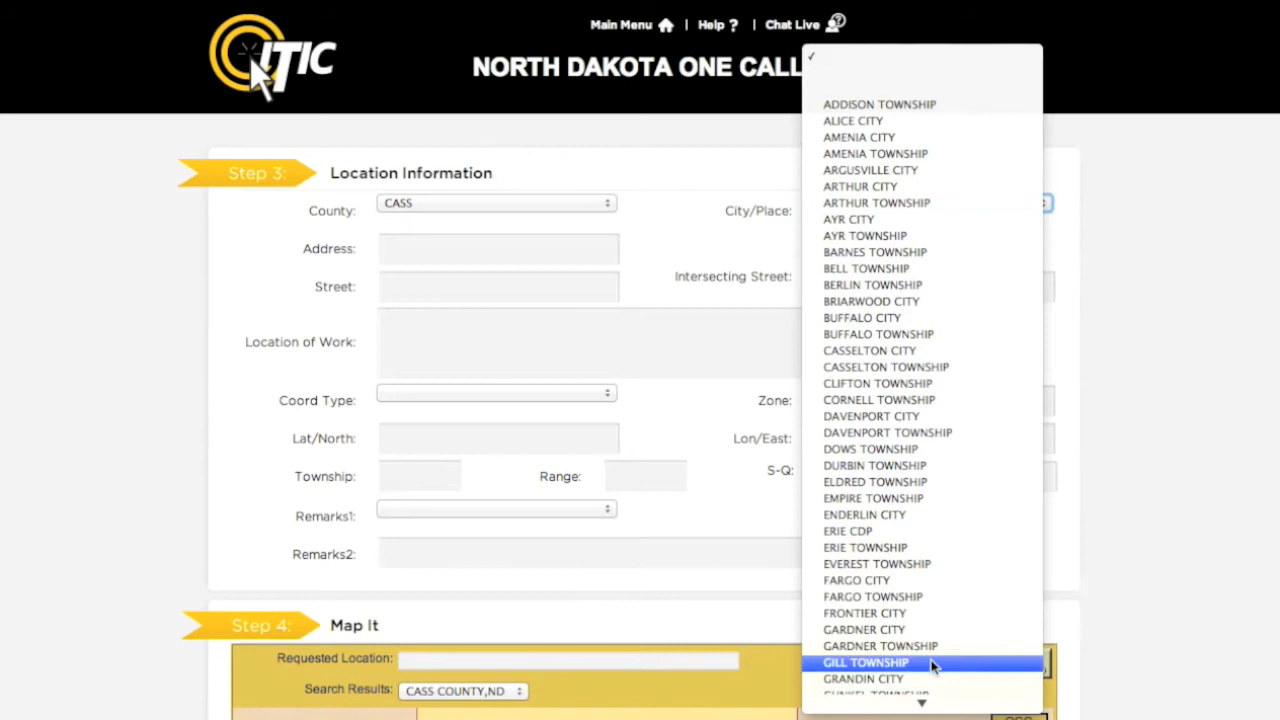 Main Menu | Help ? | Chat Live
ITIC
NORTH DAKOTA ONE CALL
✓
ADDISON TOWNSHIP
ALICE CITY
AMENIA CITY
AMENIA TOWNSHIP
ARGUSVILLE CITY
ARTHUR CITY
ARTHUR TOWNSHIP
AYR CITY
AYR TOWNSHIP
BARNES TOWNSHIP
BELL TOWNSHIP
BERLIN TOWNSHIP
BRIARWOOD CITY
BUFFALO CITY
BUFFALO TOWNSHIP
CASSELTON CITY
CASSELTON TOWNSHIP
CLIFTON TOWNSHIP
CORNELL TOWNSHIP
DAVENPORT CITY
DAVENPORT TOWNSHIP
DOWS TOWNSHIP
DURBIN TOWNSHIP
ELDRED TOWNSHIP
EMPIRE TOWNSHIP
ENDERLIN CITY
ERIE CDP
ERIE TOWNSHIP
EVEREST TOWNSHIP
FARGO CITY
FARGO TOWNSHIP
FRONTIER CITY
GARDNER CITY
GARDNER TOWNSHIP
GILL TOWNSHIP
GRANDIN CITY
Step 3: Location Information
County: CASS City/Place:
Address:
Street: Intersecting Street:
Location of Work:
Coord Type: Zone:
Lat/North: Lon/East:
Township: Range: S-Q:
Remarks1:
Remarks2:
Step 4: Map It
Requested Location:
Search Results: CASS COUNTY,ND